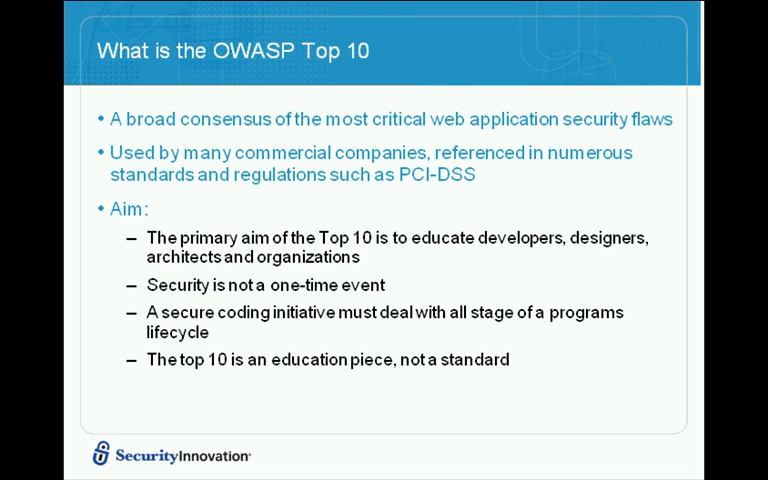 What is the OWASP Top 10
• A broad consensus of the most critical web application security flaws
• Used by many commercial companies, referenced in numerous
standards and regulations such as PCI-DSS
• Aim:
– The primary aim of the Top 10 is to educate developers, designers,
architects and organizations
– Security is not a one-time event
– A secure coding initiative must deal with all stage of a programs
lifecycle
– The top 10 is an education piece, not a standard
SecurityInnovation